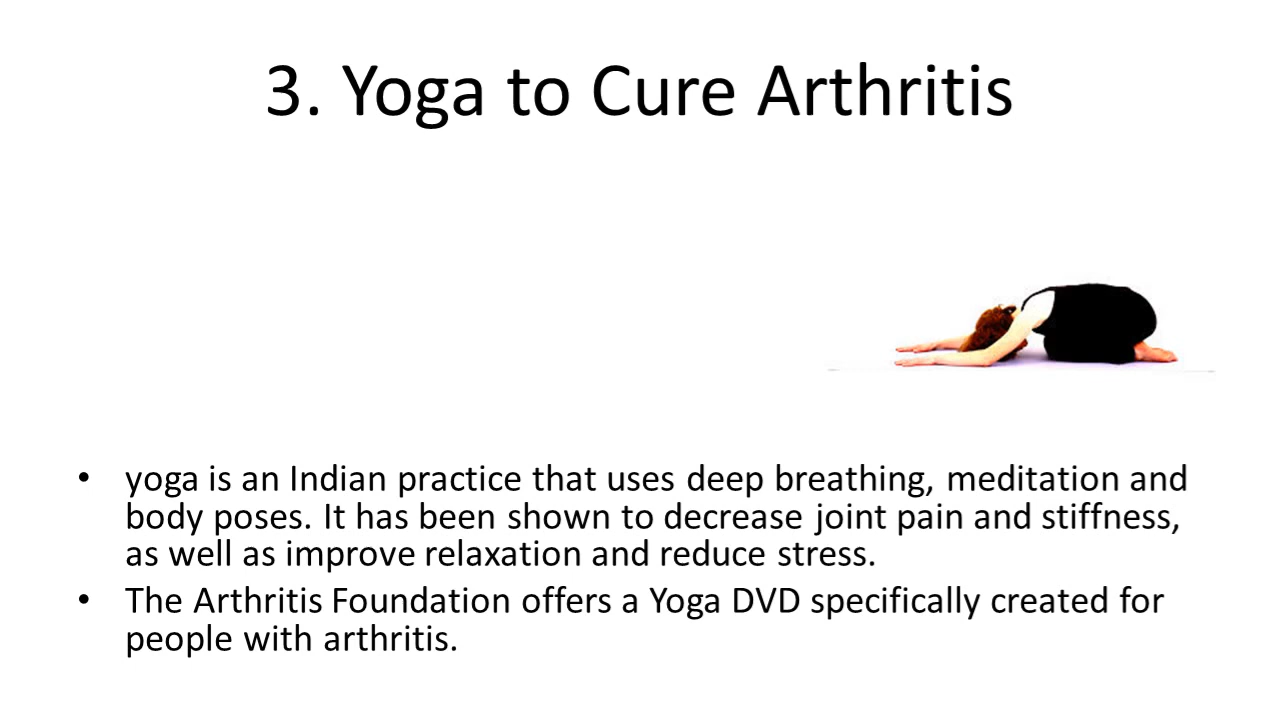 3. Yoga to Cure Arthritis
• yoga is an Indian practice that uses deep breathing, meditation and
body poses. It has been shown to decrease joint pain and stiffness,
as well as improve relaxation and reduce stress.
• The Arthritis Foundation offers a Yoga DVD specifically created for
people with arthritis.